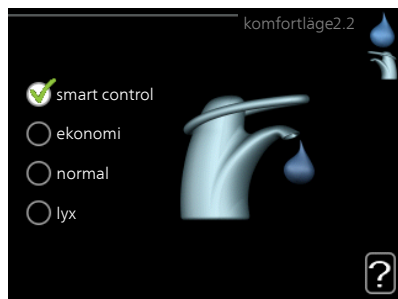 komfortläge2.2
smart control
ekonomi
normal
lyx
?